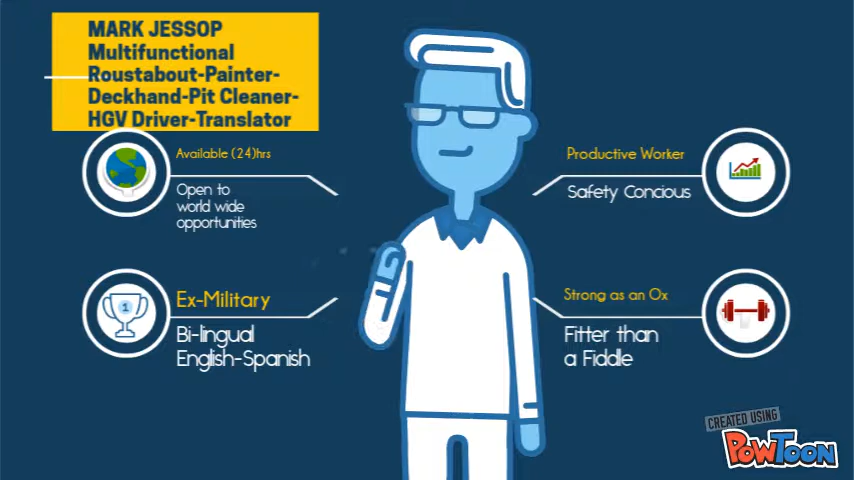 MARK JESSOP
Multifunctional
Roustabout-Painter-
Deckhand-Pit Cleaner-
HGV Driver-Translator
Available (24)hrs
Open to
world wide
opportunities
Productive Worker
Safety Concious
1
Ex-Military
Bi-lingual
English-Spanish
Strong as an Ox
Fitter than
a Fiddle
CREATED USING
POWTOON